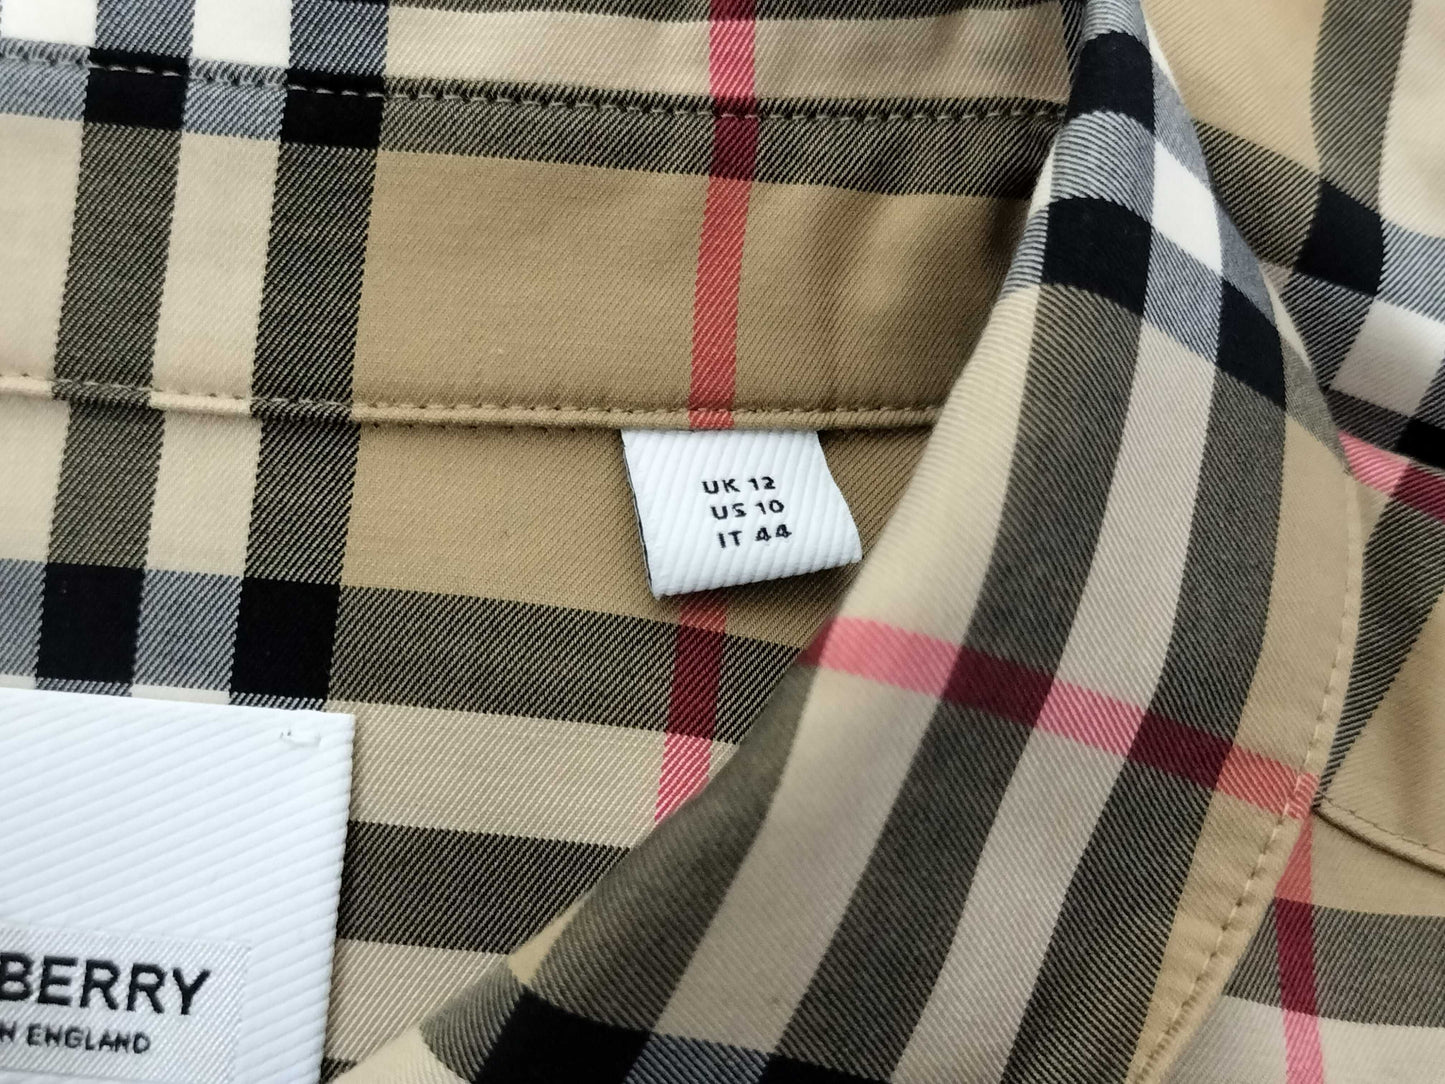 UK 12
US 10
IT 44
BERRY
ENGLAND